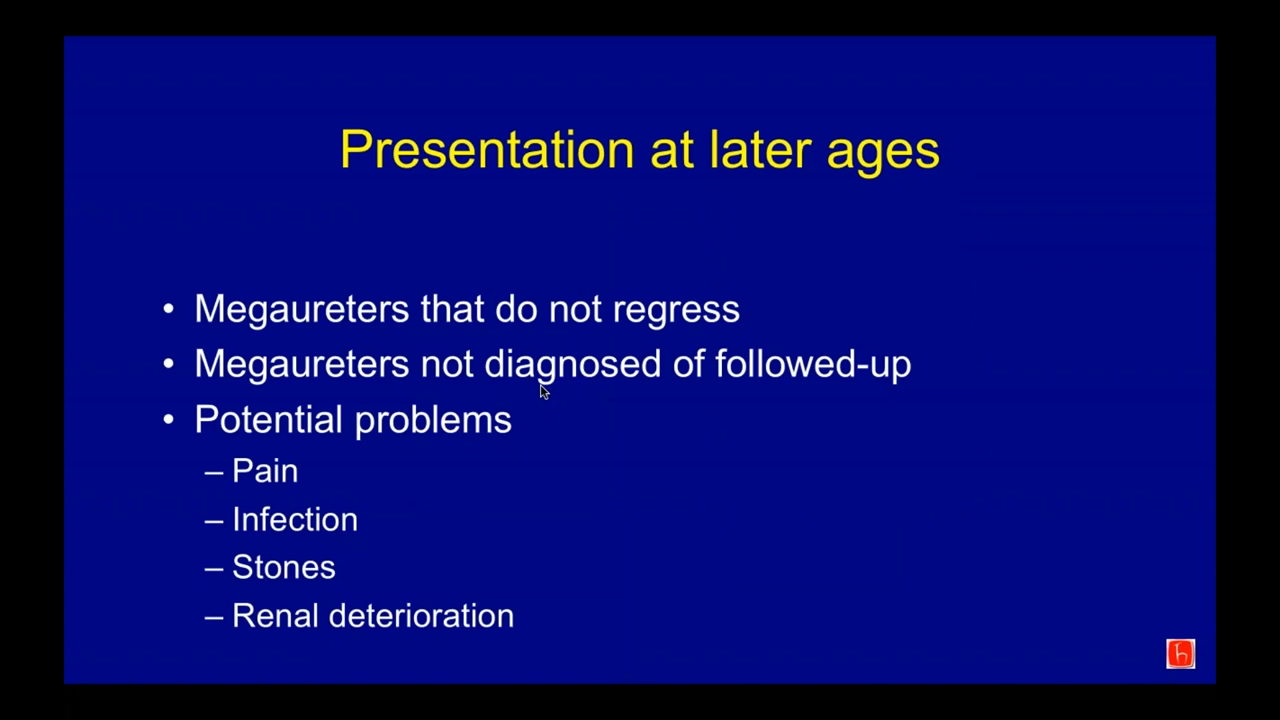 Presentation at later ages
• Megaureters that do not regress
• Megaureters not diagnosed of followed-up
• Potential problems
– Pain
– Infection
– Stones
– Renal deterioration